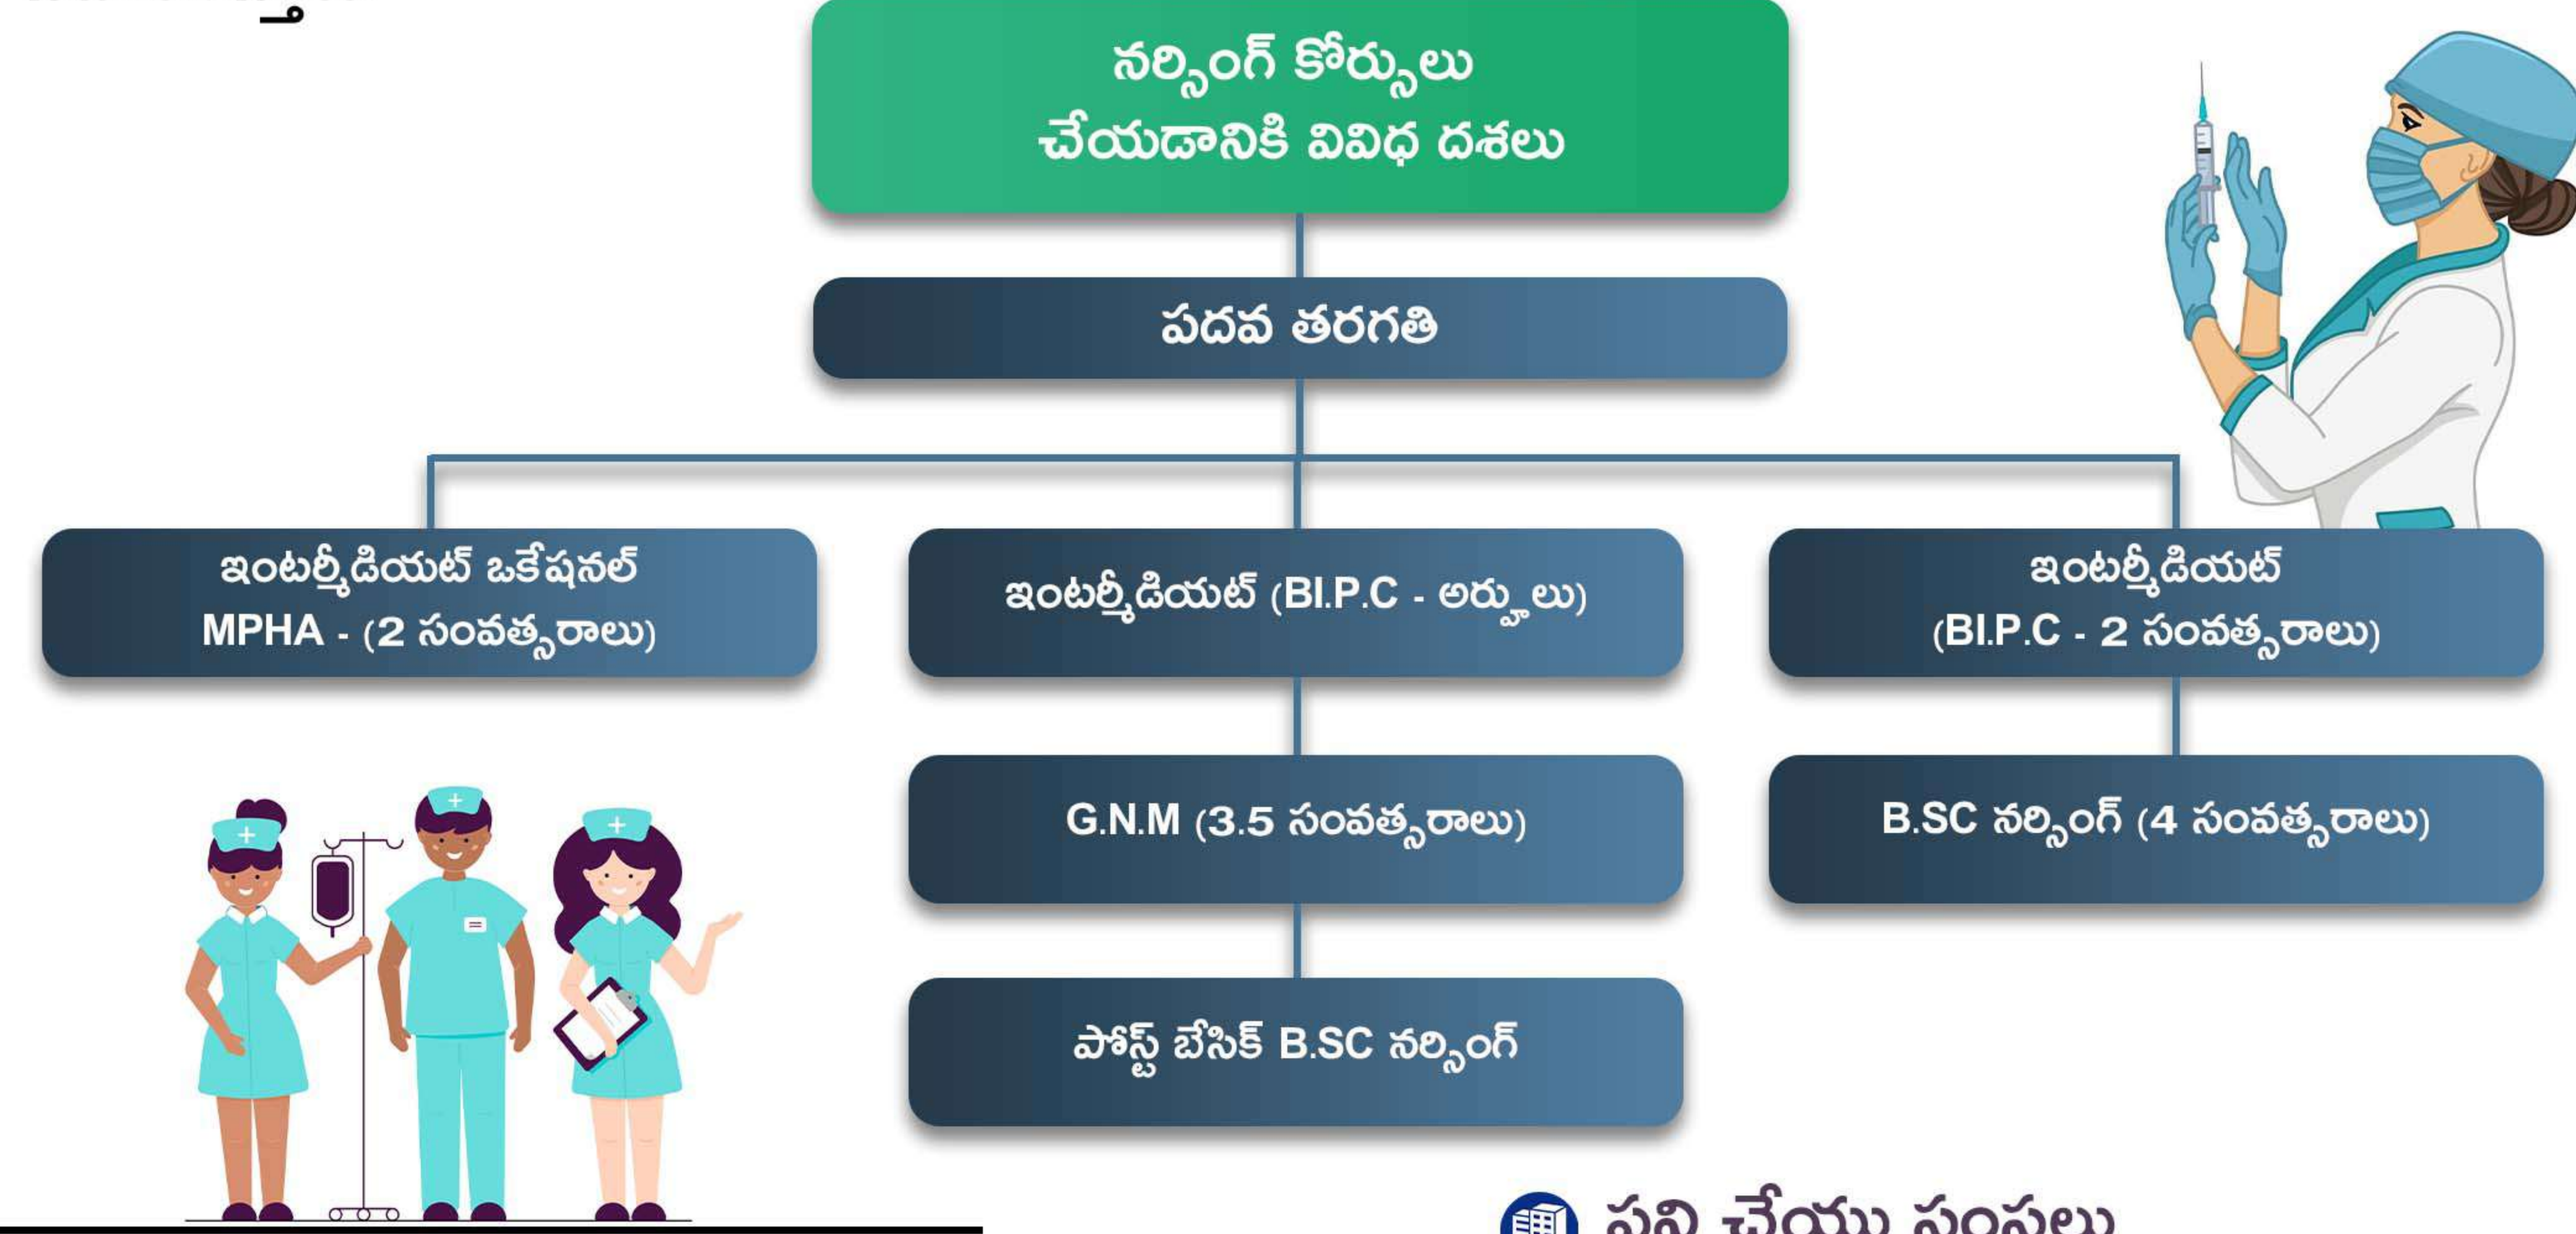 నర్సింగ్ కోర్సులు
చేయడానికి వివిధ దశలు
పదవ తరగతి
ఇంటర్మీడియట్ ఒకేషనల్
MPHA - (2 సంవత్సరాలు)
ఇంటర్మీడియట్ (BI.P.C - అర్హులు)
ఇంటర్మీడియట్
(BI.P.C - 2 సంవత్సరాలు)
G.N.M (3.5 సంవత్సరాలు)
B.SC నర్సింగ్ (4 సంవత్సరాలు)
పోస్ట్ బేసిక్ B.SC నర్సింగ్
పని చేయు